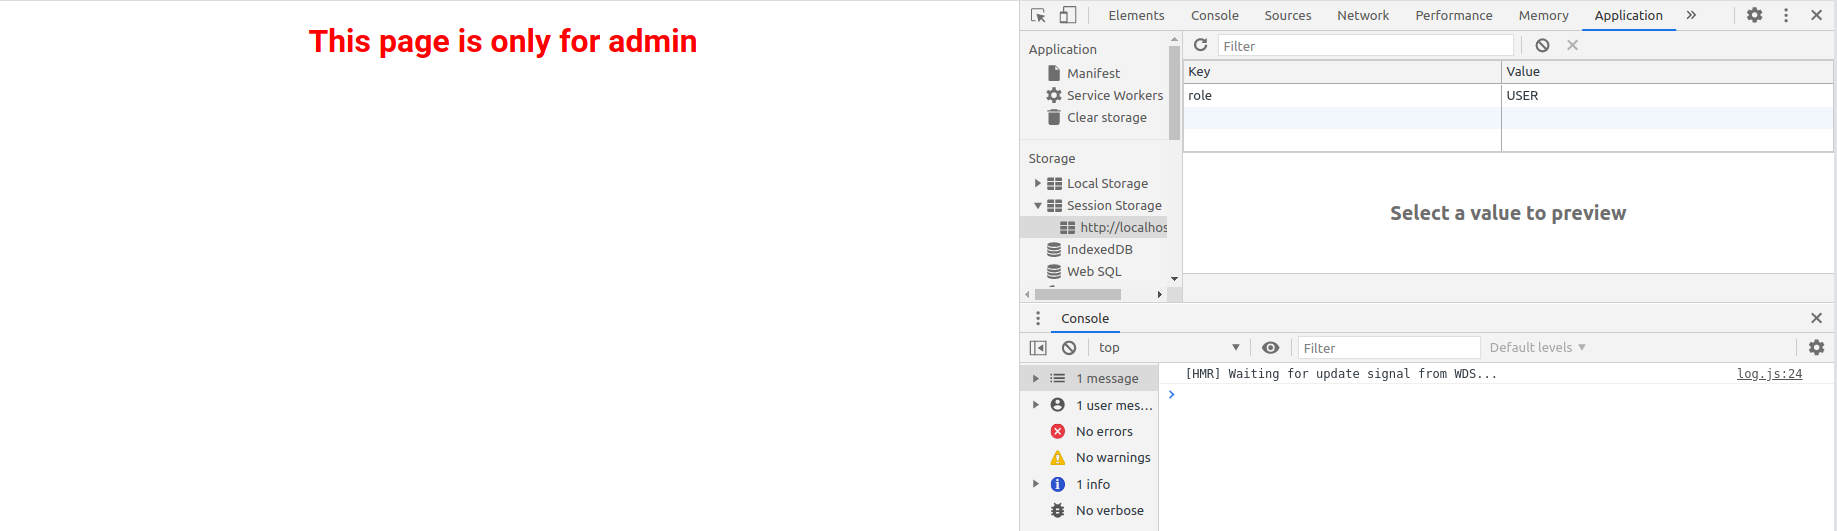 This page is only for admin
Elements Console Sources Network Performance Memory Application »
Application
Manifest
Service Workers
Clear storage
Storage
Local Storage
Session Storage
http://localhos
IndexedDB
Web SQL
Filter
Key Value
role USER
Select a value to preview
Console
top Filter Default levels
1 message
1 user mes…
No errors
No warnings
1 info
No verbose
[HMR] Waiting for update signal from WDS... log.js:24